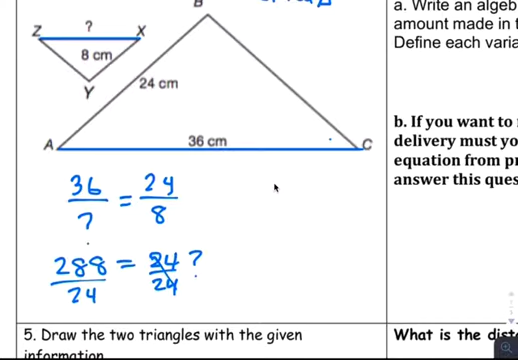 B
Z ? X
8 cm
Y
24 cm
A 36 cm C
36/? = 24/8
288/24 = 24/24 ?
5. Draw the two triangles with the given
information
a. Write an algeb
amount made in t
Define each varia
b. If you want to
delivery must yo
equation from pr
answer this ques
What is the dist